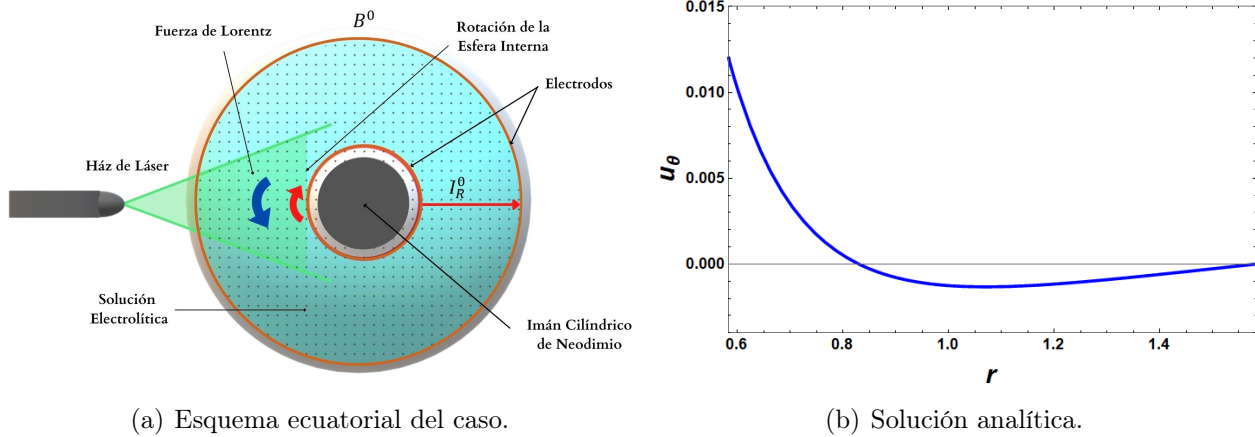 B⁰
Fuerza de Lorentz
Rotación de la
Esfera Interna
Electrodos
Ház de Láser
I_R^0
Solución
Electrolítica
Imán Cilíndrico
de Neodimio
(a) Esquema ecuatorial del caso.
0.015
0.010
0.005
0.000
u_θ
0.6 0.8 1.0 1.2 1.4
r
(b) Solución analítica.